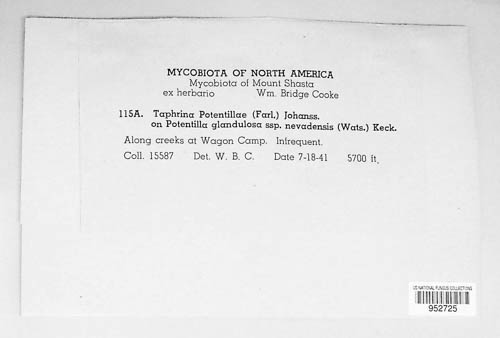 MYCOBIOTA OF NORTH AMERICA
Mycobiota of Mount Shasta
ex herbario Wm. Bridge Cooke
115A. Taphrina Potentillae (Farl.) Johanss.
on Potentilla glandulosa ssp. nevadensis (Wats.) Keck.
Along creeks at Wagon Camp. Infrequent.
Coll. 15587 Det. W. B. C. Date 7-18-41 5700 ft.
US NATIONAL FUNGUS COLLECTIONS
952725